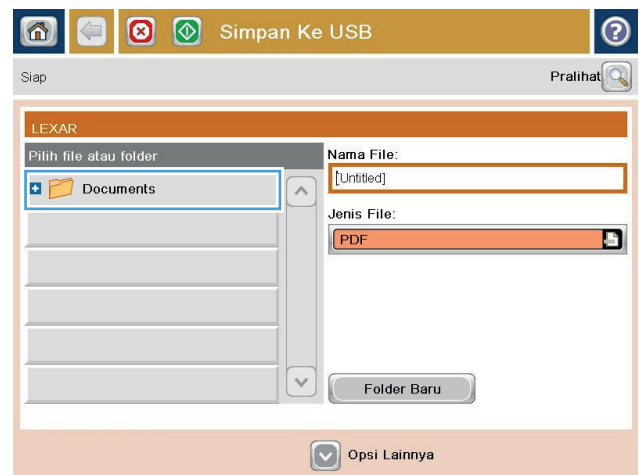 Simpan Ke USB
Siap
Pralihat
LEXAR
Pilih file atau folder
Nama File:
Documents
[Untitled]
Jenis File:
PDF
Folder Baru
Opsi Lainnya